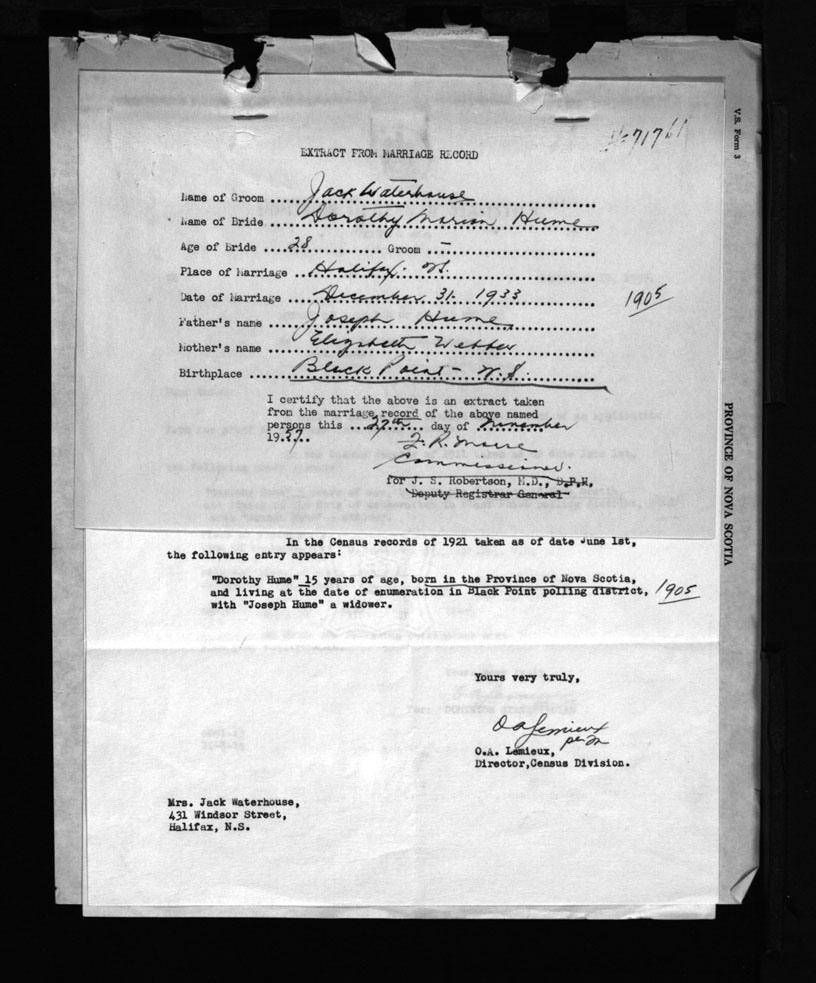 V.S. Form 3
71761
EXTRACT FROM MARRIAGE RECORD
Name of Groom ... Jack Waterhouse
Name of Bride ... Dorothy Marion Hume
Age of Bride ... 28 ... Groom ... -
Place of Marriage ... Halifax. N.S.
Date of Marriage ... December. 31. 1933
1905
Father's name ... Joseph Hume
Mother's name ... Elizabeth Webber
Birthplace ... Black Point - N.S.
I certify that the above is an extract taken
from the marriage record of the above named
persons this ... 27th ... day of November
19.57..
Commissioner.
for J. S. Robertson, M.D., D.P.H,
Deputy Registrar General
PROVINCE OF NOVA SCOTIA
In the Census records of 1921 taken as of date June 1st,
the following entry appears:
"Dorothy Hume" 15 years of age, born in the Province of Nova Scotia,
and living at the date of enumeration in Black Point polling district,
with "Joseph Hume" a widower.
1905
Yours very truly,
O A Lemieux
O.A. Lemieux,
Director,Census Division.
Mrs. Jack Waterhouse,
431 Windsor Street,
Halifax, N.S.